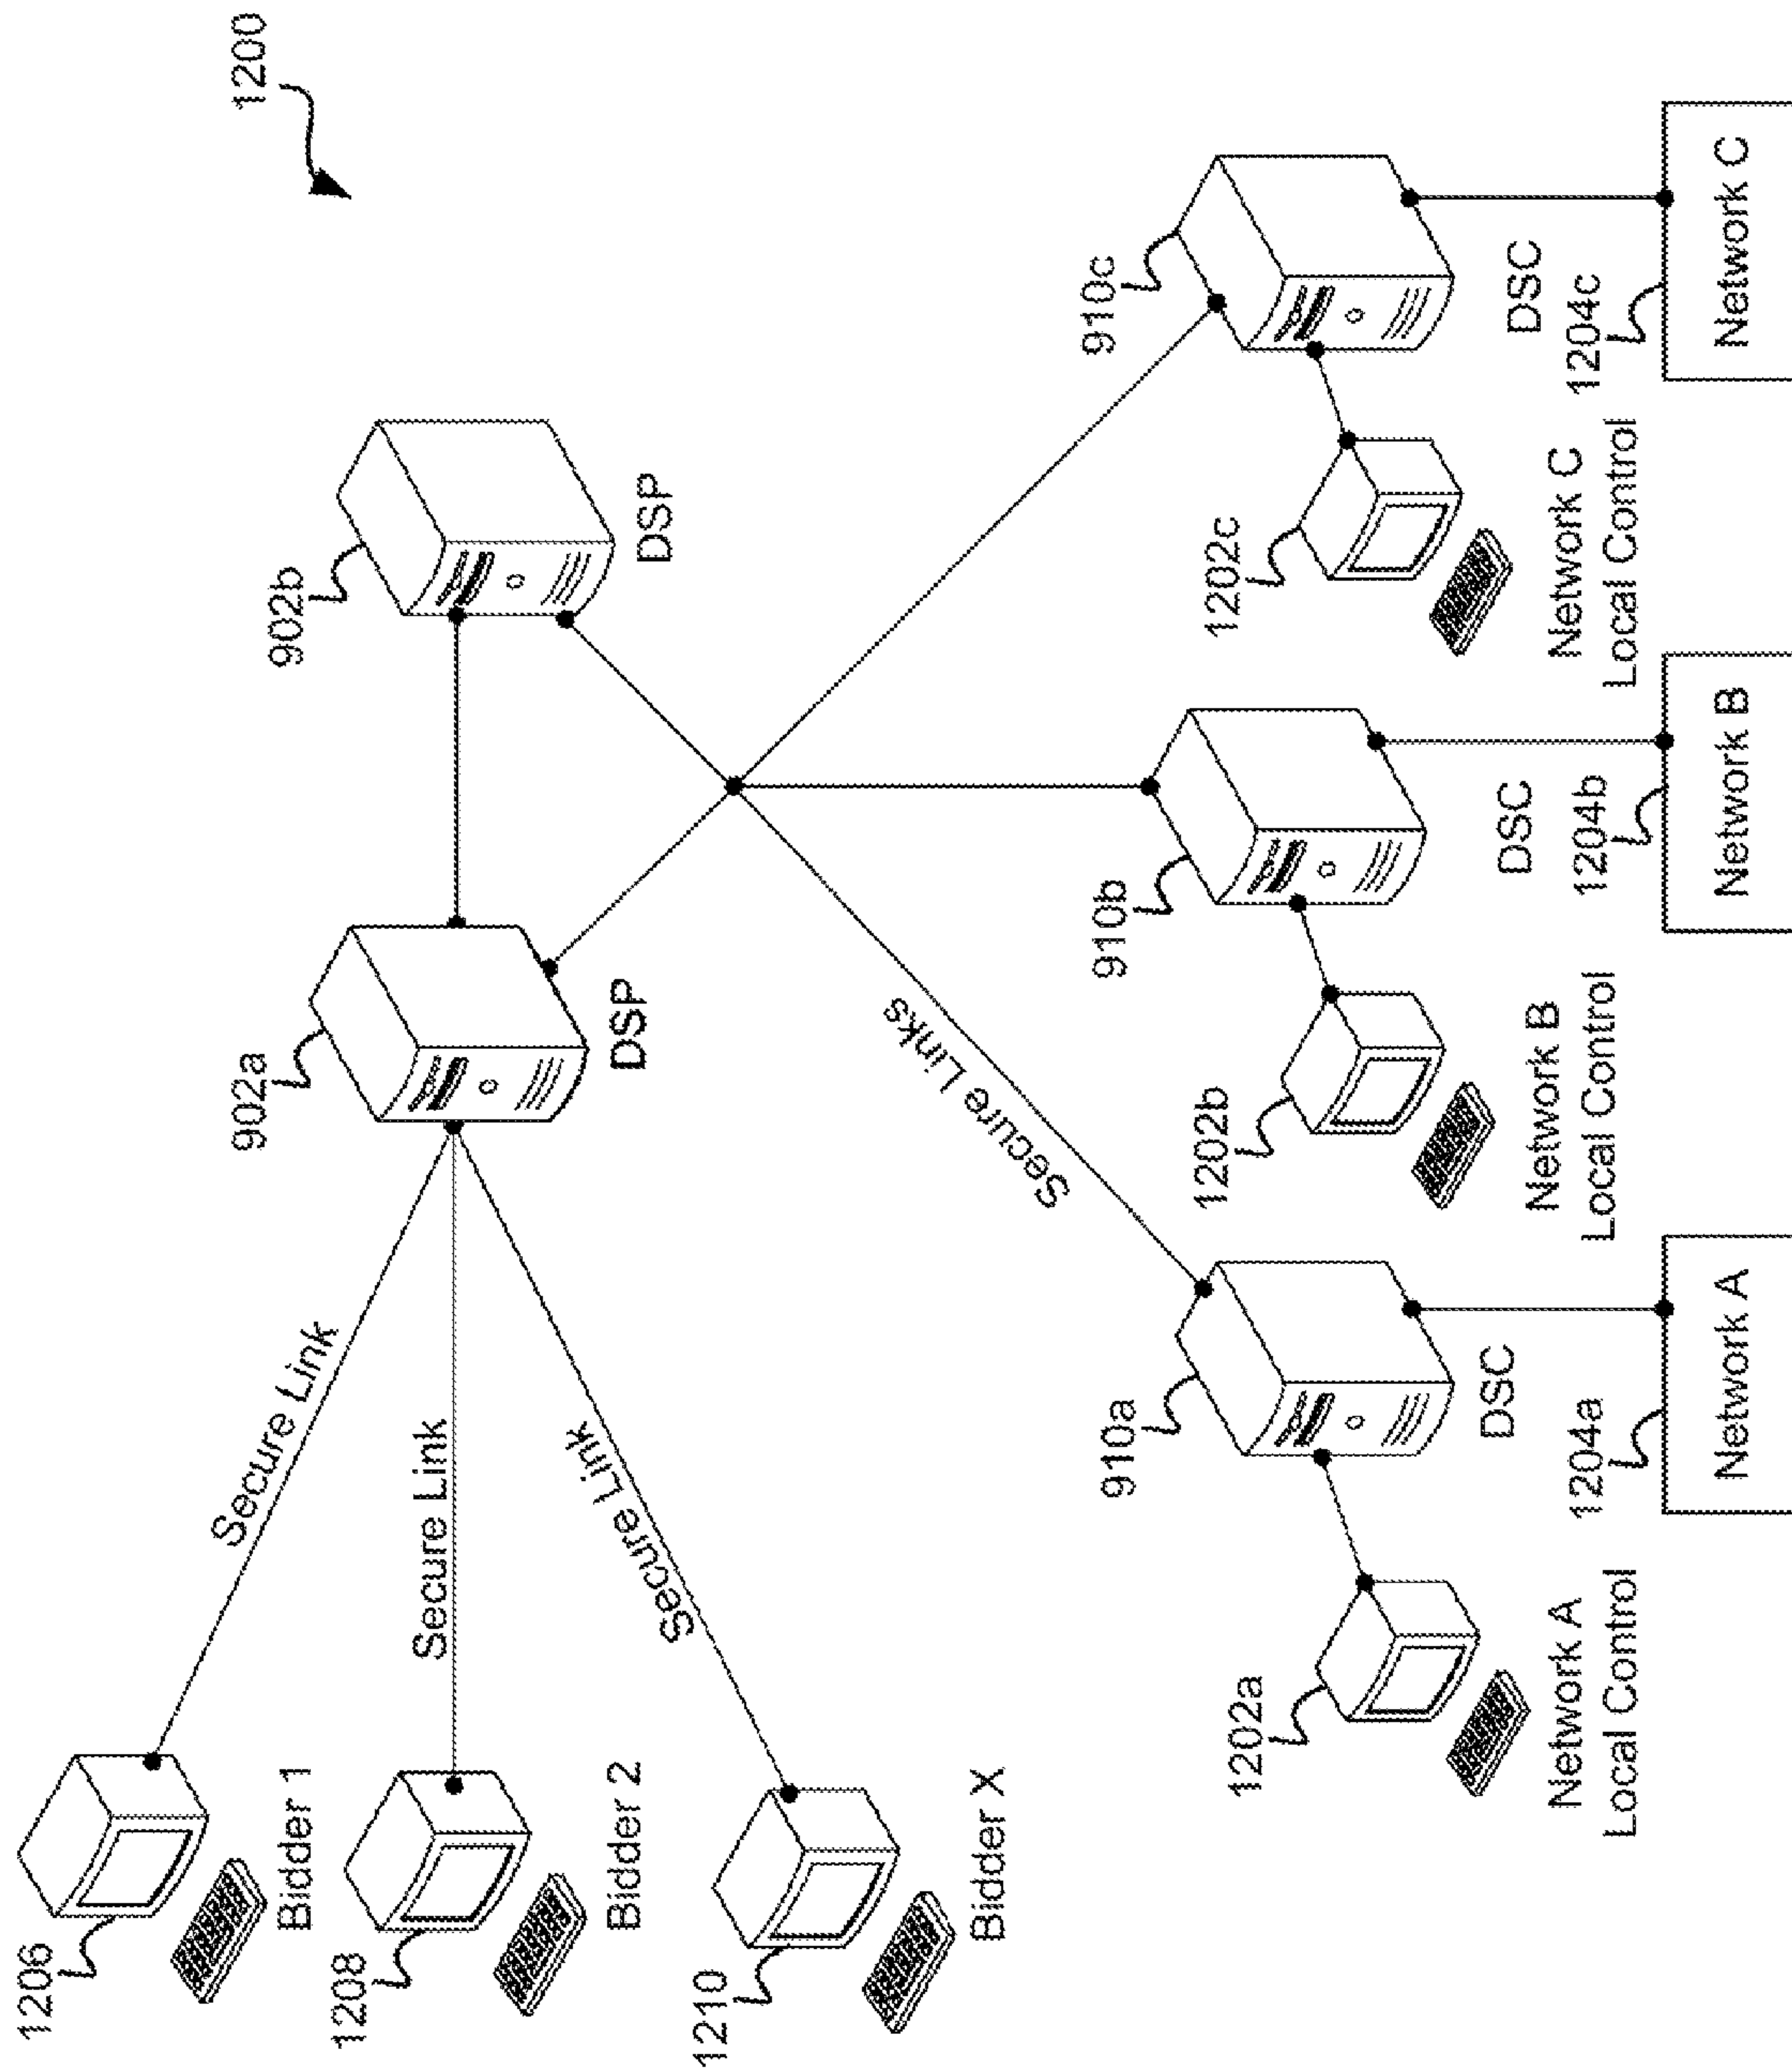 1200
1206
Bidder 1
Secure Link
1208
Bidder 2
Secure Link
1210
Bidder X
Secure Link
902a
DSP
902b
DSP
Secure Links
910a
DSC
1202a
Network A
Local Control
1204a
Network A
910b
DSC
1202b
Network B
Local Control
1204b
Network B
910c
DSC
1202c
Network C
Local Control
1204c
Network C